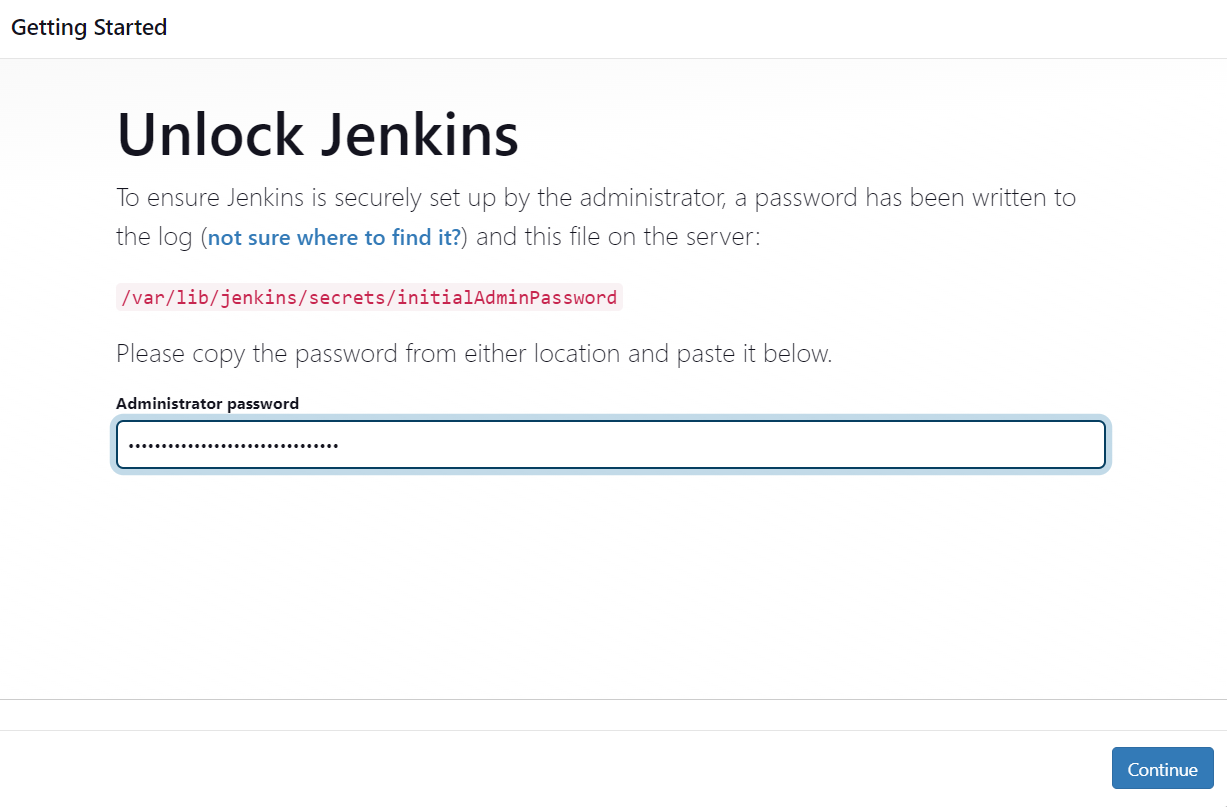 Getting Started
Unlock Jenkins
To ensure Jenkins is securely set up by the administrator, a password has been written to
the log (not sure where to find it?) and this file on the server:
/var/lib/jenkins/secrets/initialAdminPassword
Please copy the password from either location and paste it below.
Administrator password
••••••••••••••••••••••••••••••••
Continue